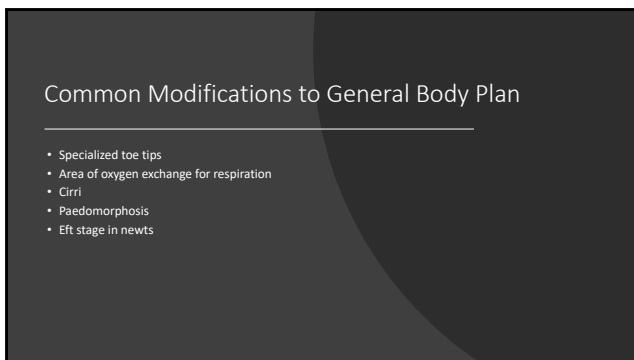 Common Modifications to General Body Plan
• Specialized toe tips
• Area of oxygen exchange for respiration
• Cirri
• Paedomorphosis
• Eft stage in newts